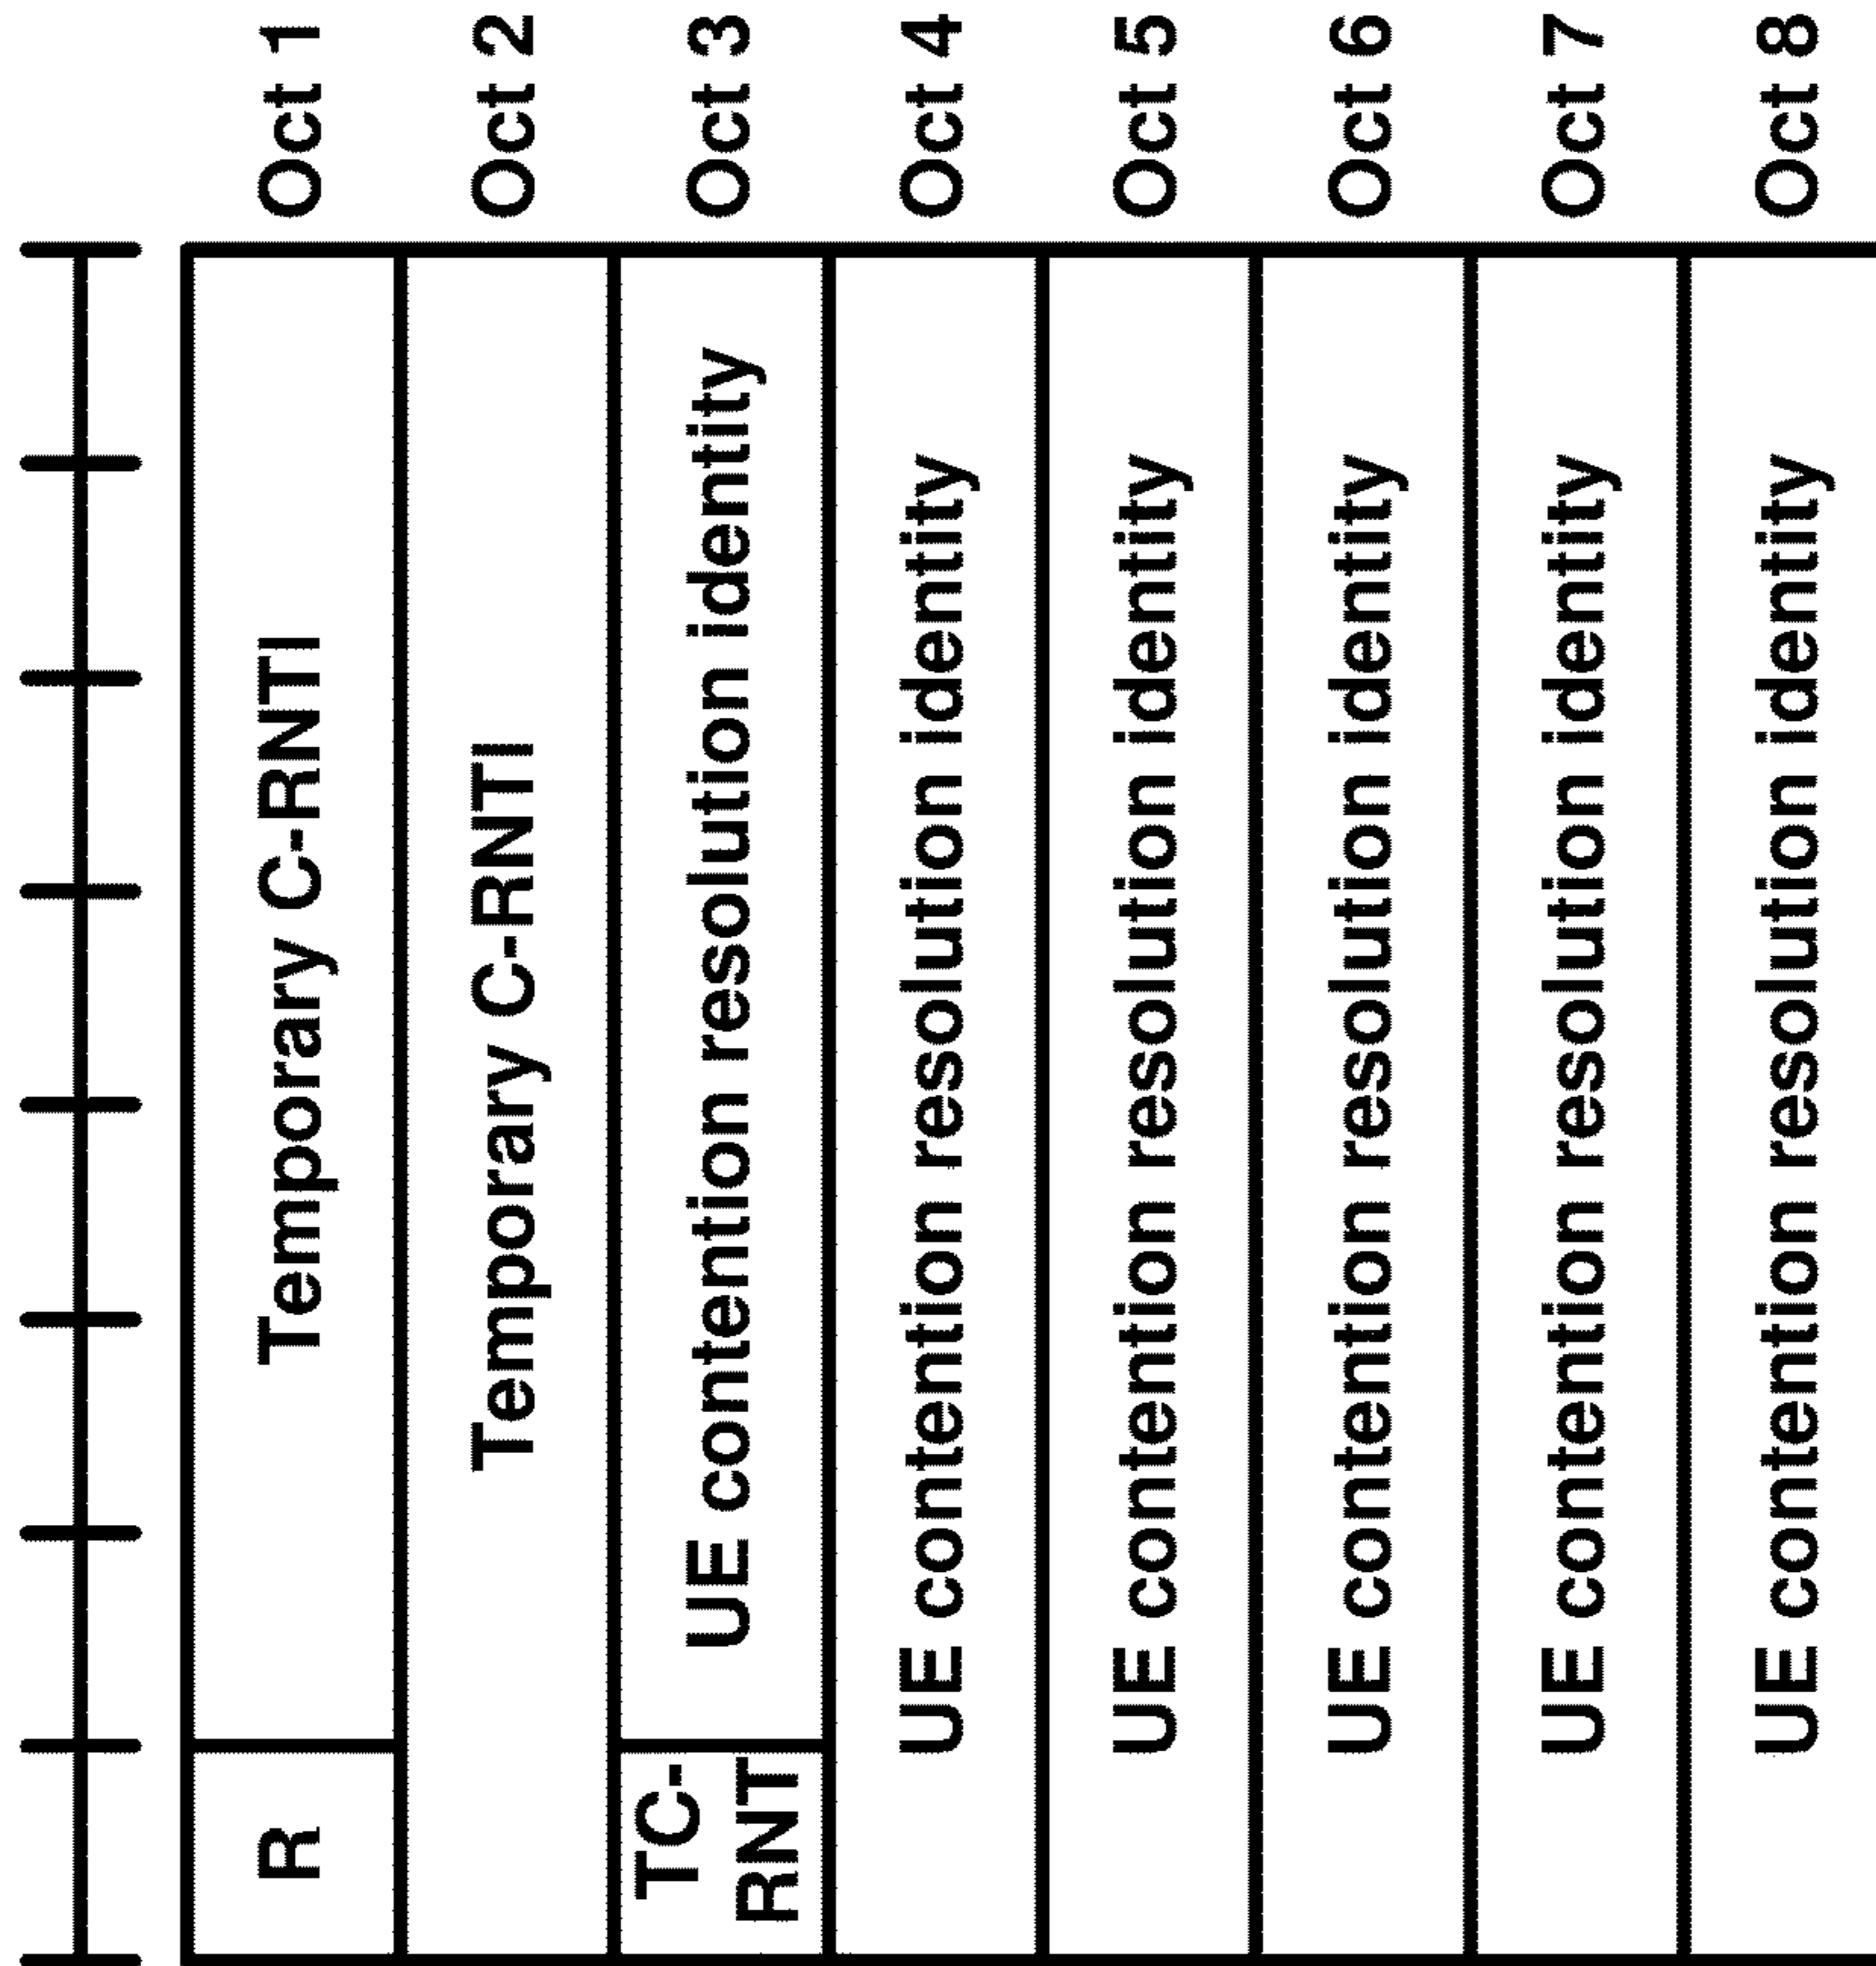 R Temporary C-RNTI Oct 1
Temporary C-RNTI Oct 2
TC-
RNT
UE contention resolution identity Oct 3
UE contention resolution identity Oct 4
UE contention resolution identity Oct 5
UE contention resolution identity Oct 6
UE contention resolution identity Oct 7
UE contention resolution identity Oct 8